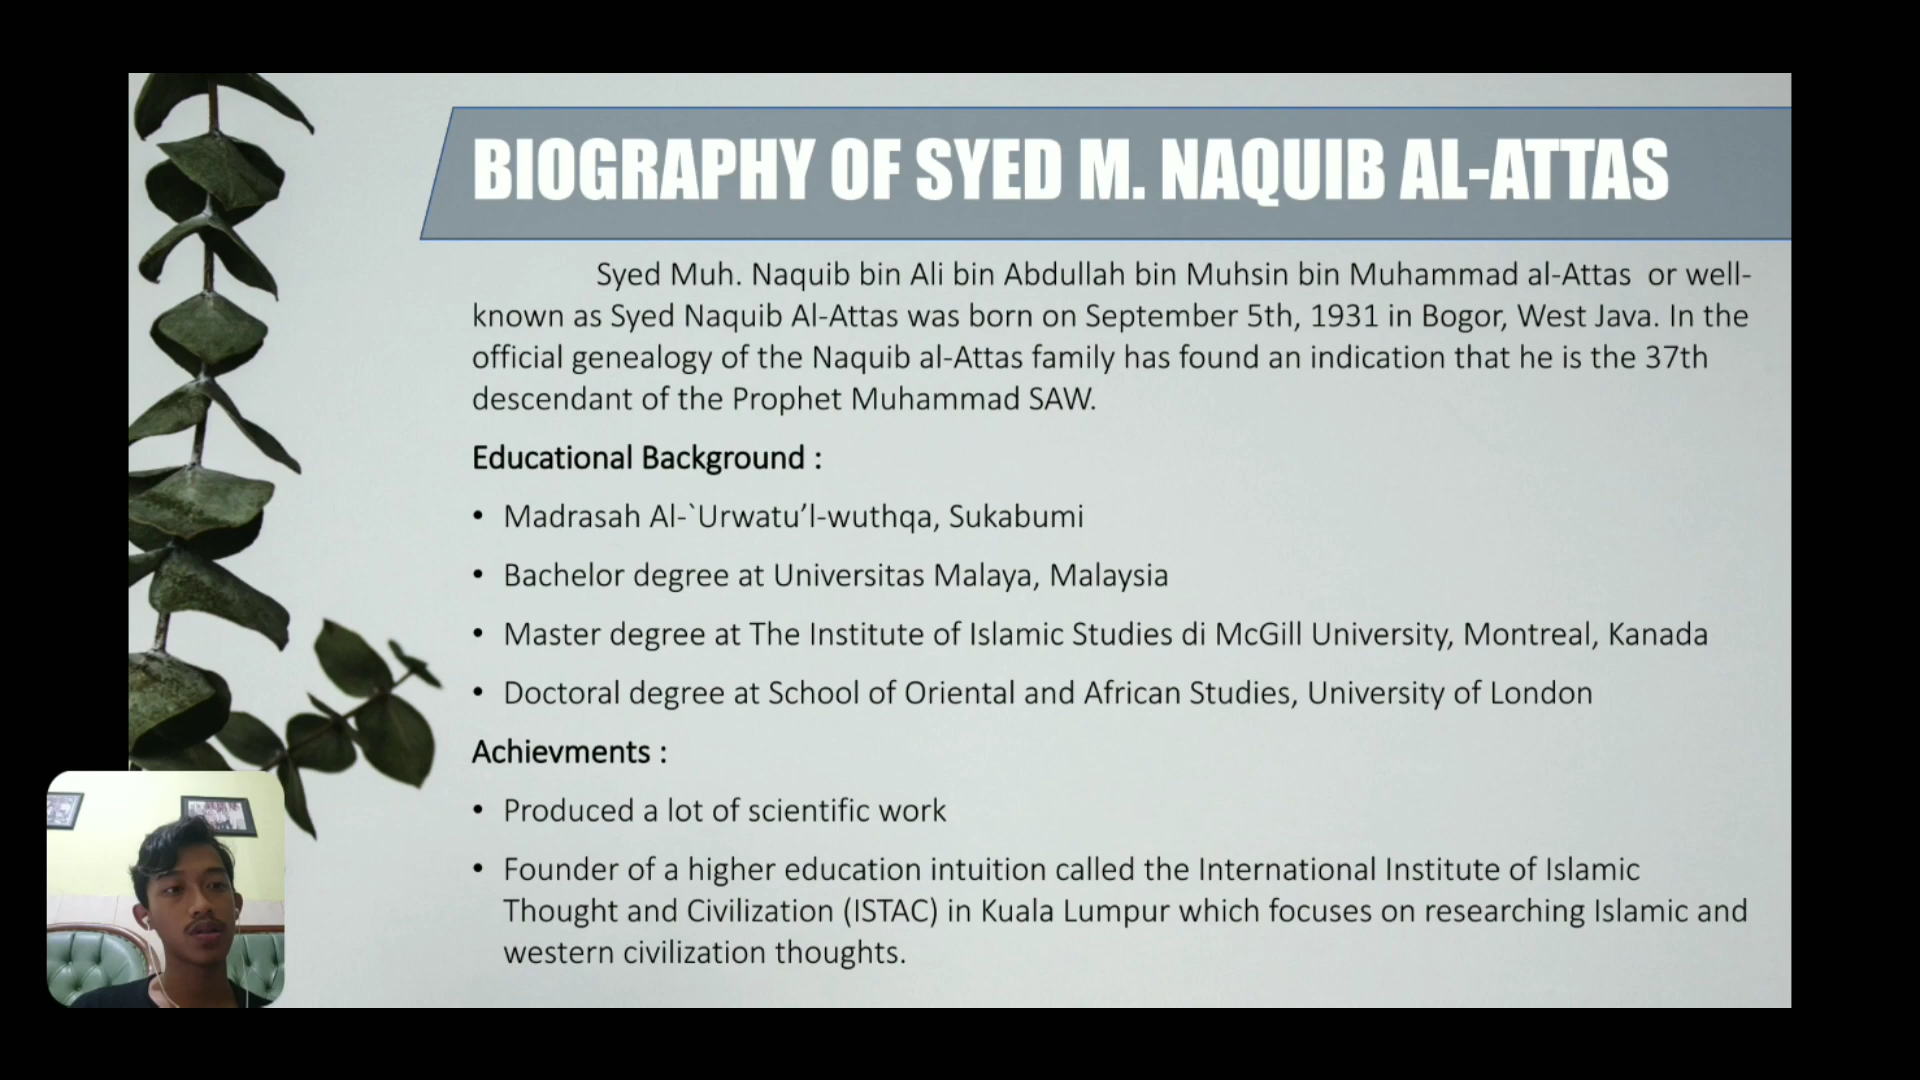 BIOGRAPHY OF SYED M. NAQUIB AL-ATTAS
Syed Muh. Naquib bin Ali bin Abdullah bin Muhsin bin Muhammad al-Attas  or well-
known as Syed Naquib Al-Attas was born on September 5th, 1931 in Bogor, West Java. In the
official genealogy of the Naquib al-Attas family has found an indication that he is the 37th
descendant of the Prophet Muhammad SAW.
Educational Background :
• Madrasah Al-`Urwatu’l-wuthqa, Sukabumi
• Bachelor degree at Universitas Malaya, Malaysia
• Master degree at The Institute of Islamic Studies di McGill University, Montreal, Kanada
• Doctoral degree at School of Oriental and African Studies, University of London
Achievments :
• Produced a lot of scientific work
• Founder of a higher education intuition called the International Institute of Islamic
Thought and Civilization (ISTAC) in Kuala Lumpur which focuses on researching Islamic and
western civilization thoughts.